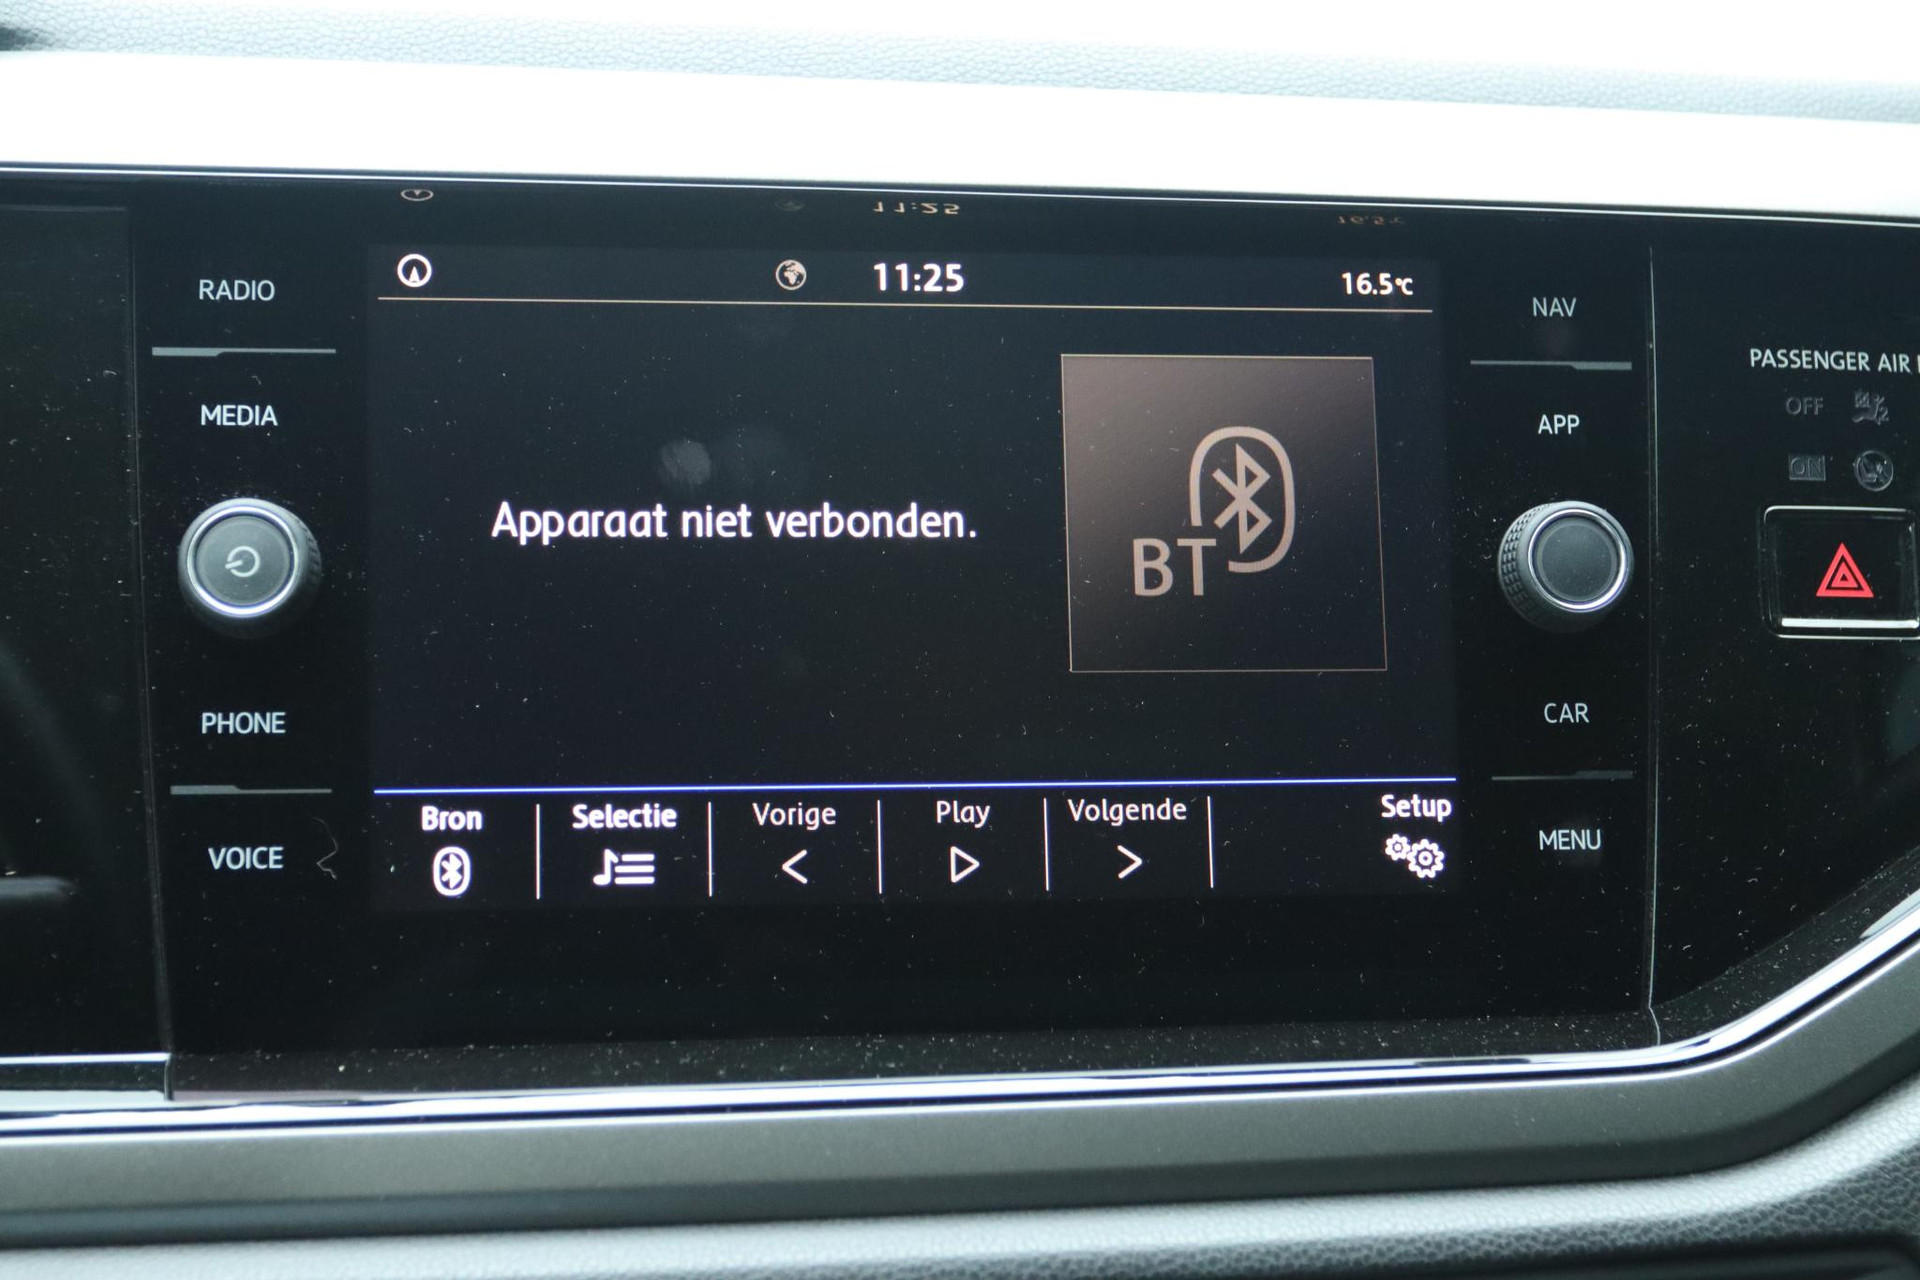 RADIO
MEDIA
PHONE
VOICE
11:25
16.5°C
Apparaat niet verbonden.
BT
Bron
Selectie
Vorige
Play
Volgende
Setup
NAV
APP
CAR
MENU
PASSENGER AIR
OFF
ON